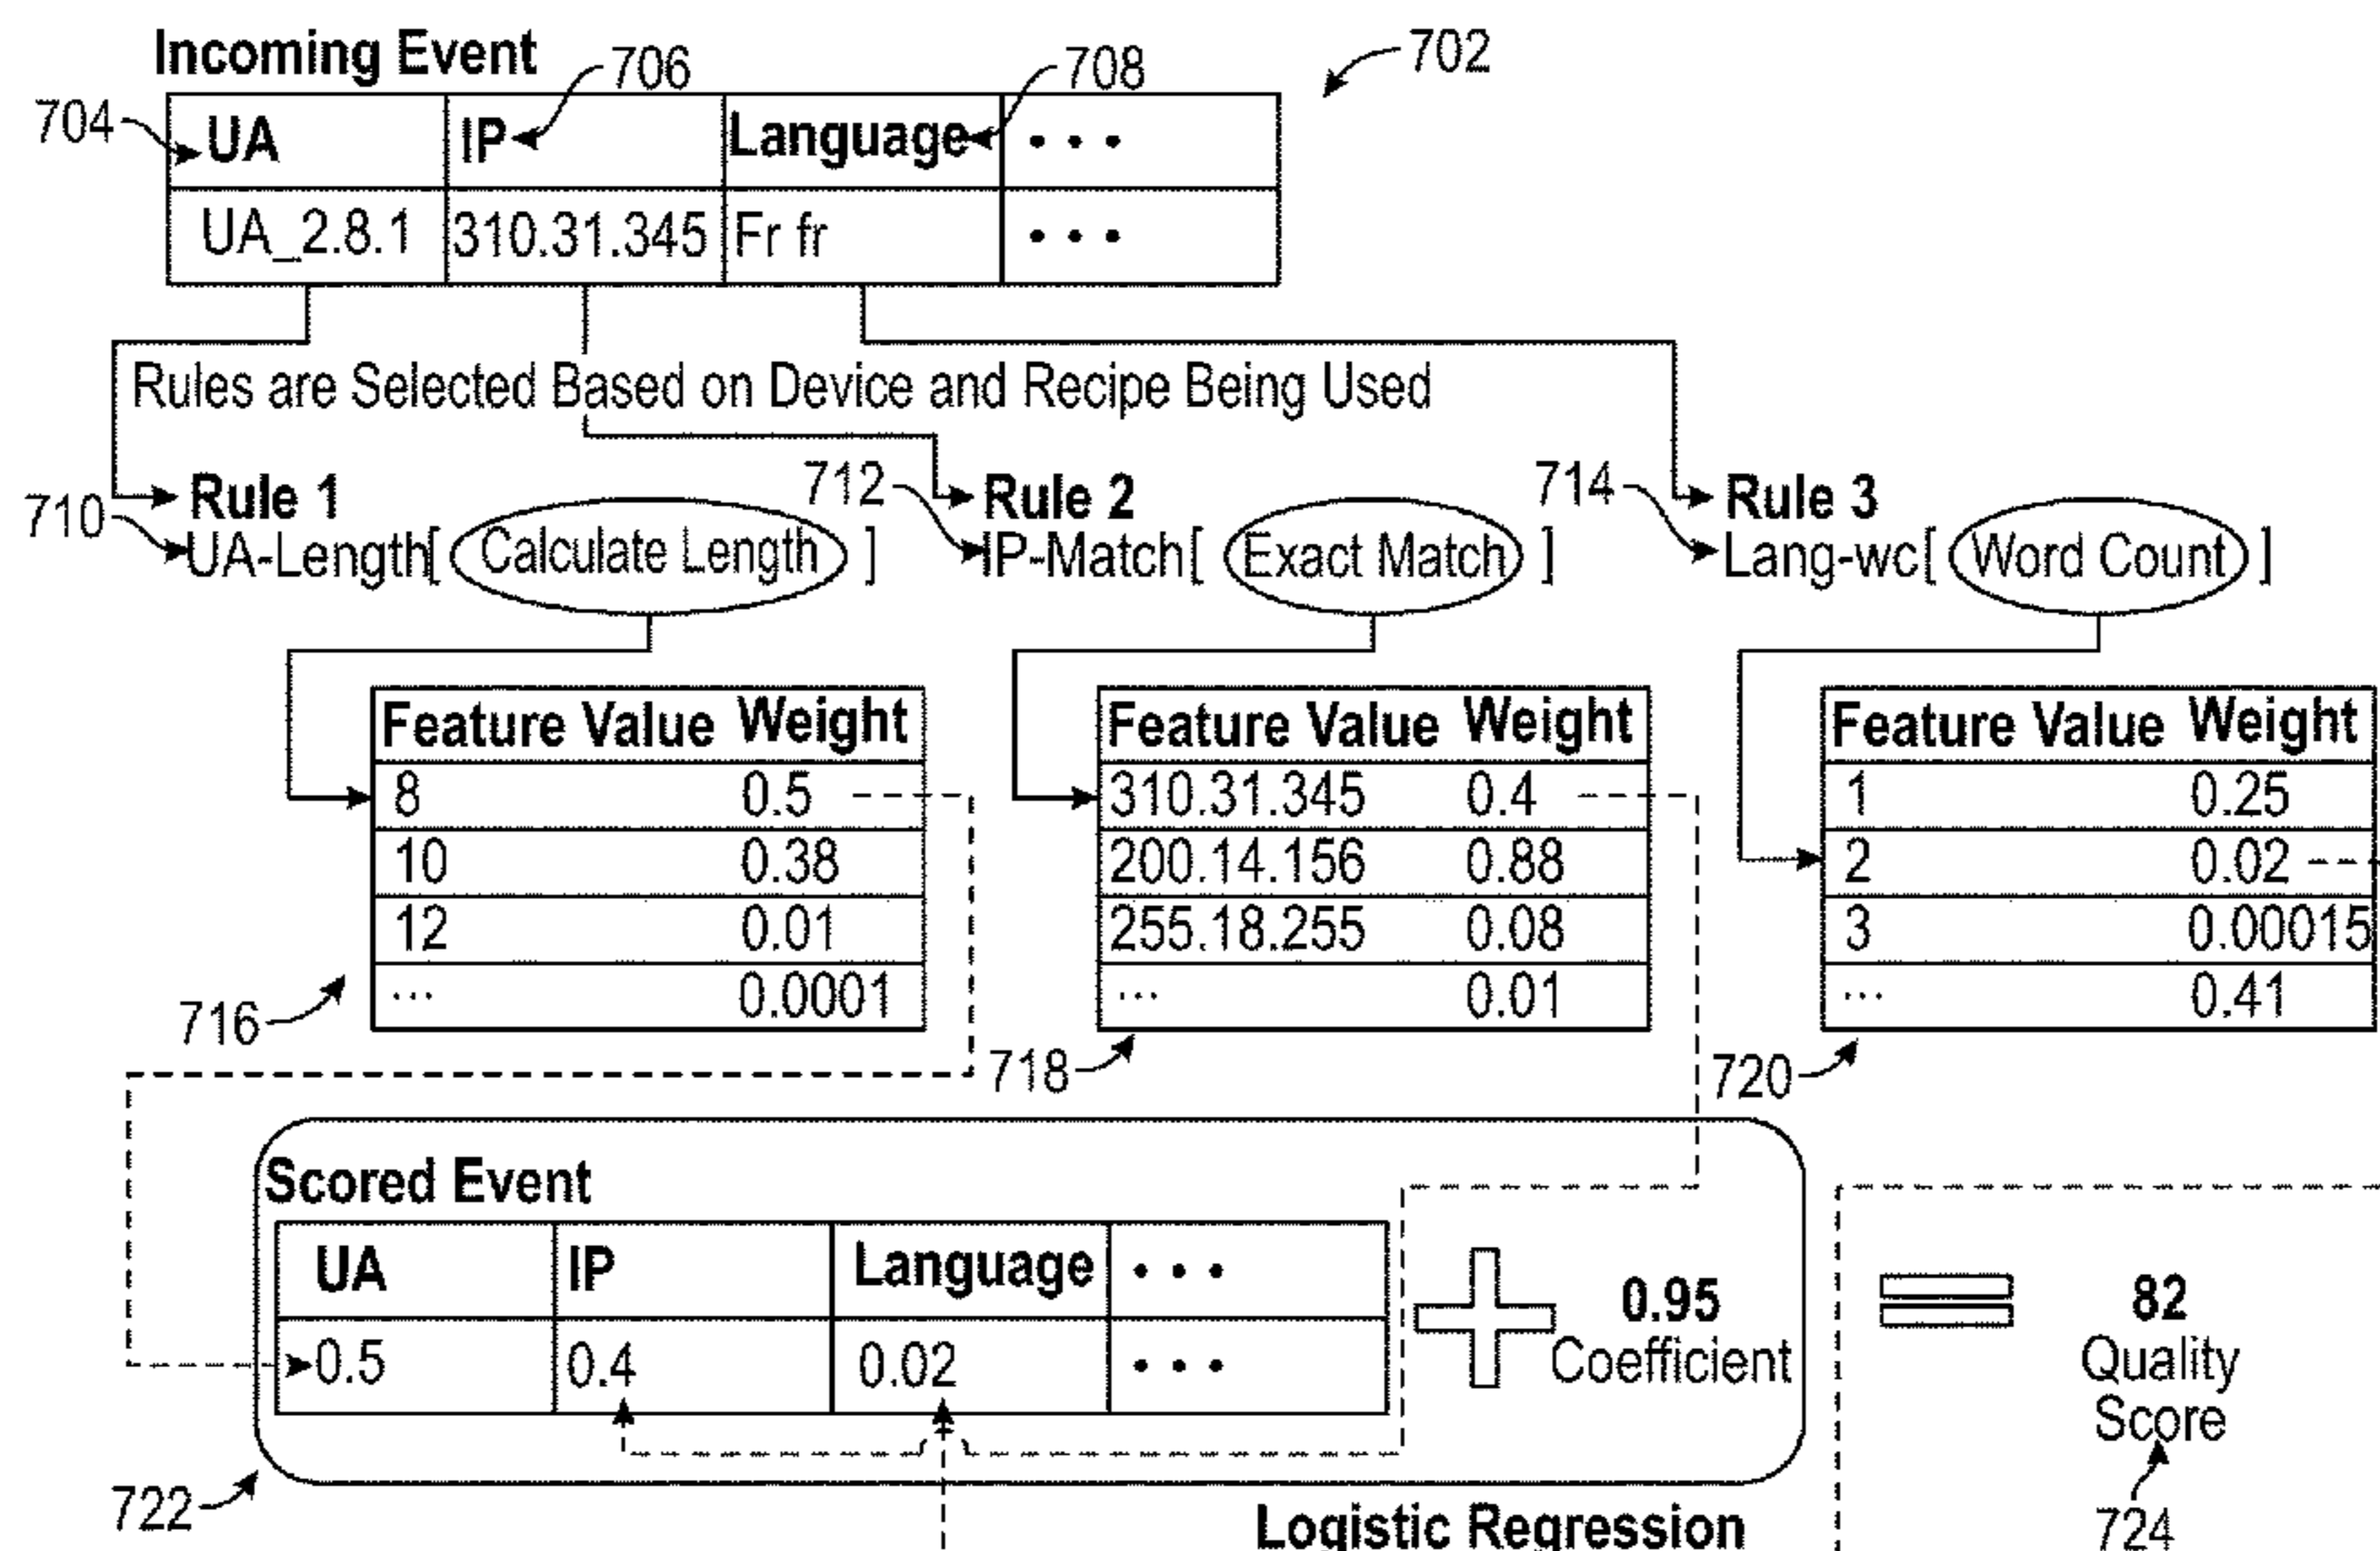 Incoming Event
706
708
702
704
UA IP Language • • •
UA_2.8.1 310.31.345 Fr fr • • •
Rules are Selected Based on Device and Recipe Being Used
710
Rule 1
UA-Length[ Calculate Length ]
712
Rule 2
IP-Match[ Exact Match ]
714
Rule 3
Lang-wc[ Word Count ]
Feature Value Weight
8 0.5
10 0.38
12 0.01
... 0.0001
716
Feature Value Weight
310.31.345 0.4
200.14.156 0.88
255.18.255 0.08
... 0.01
718
Feature Value Weight
1 0.25
2 0.02
3 0.00015
... 0.41
720
Scored Event
UA IP Language • • •
0.5 0.4 0.02 • • •
0.95
Coefficient
82
Quality
Score
722
Logistic Regression
724